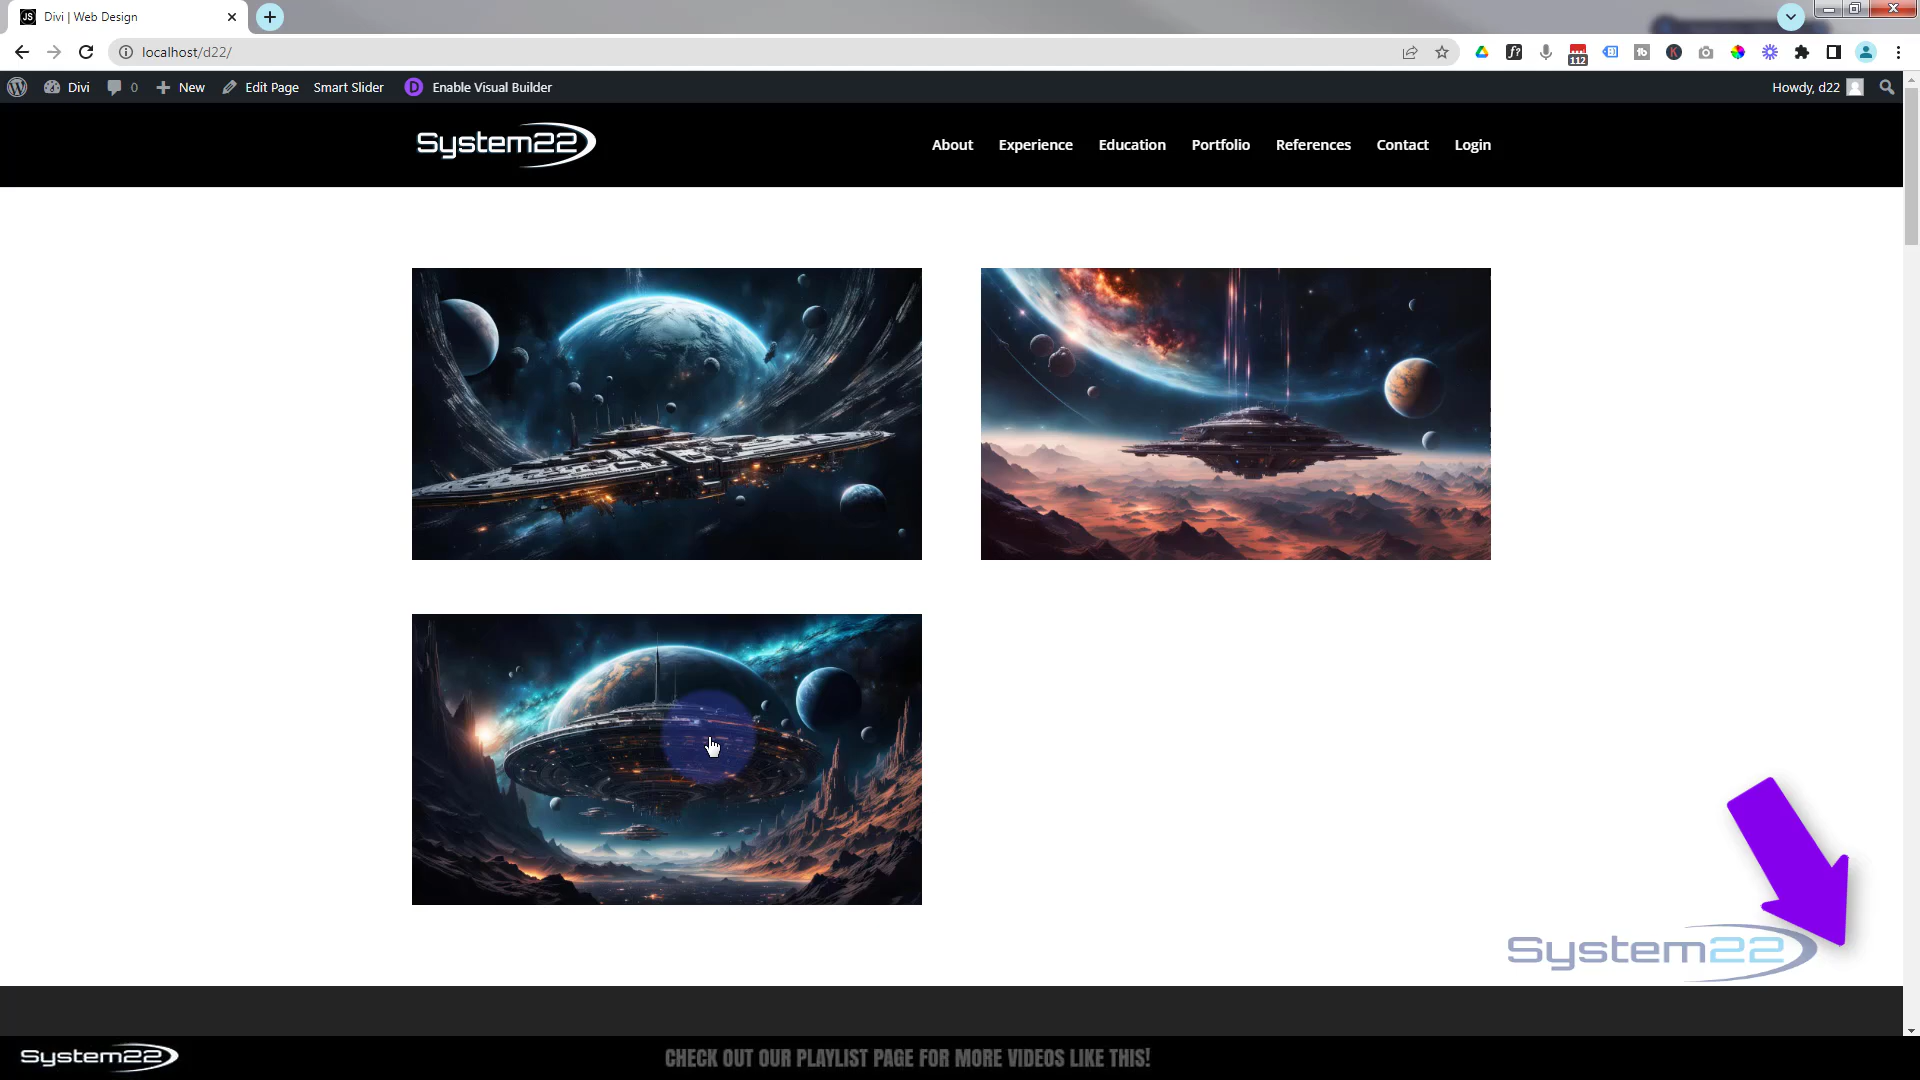 Divi | Web Design
localhost/d22/
112
Divi
0
New
Edit Page
Smart Slider
D
Enable Visual Builder
Howdy, d22
System22
About
Experience
Education
Portfolio
References
Contact
Login
System22
System22
CHECK OUT OUR PLAYLIST PAGE FOR MORE VIDEOS LIKE THIS!